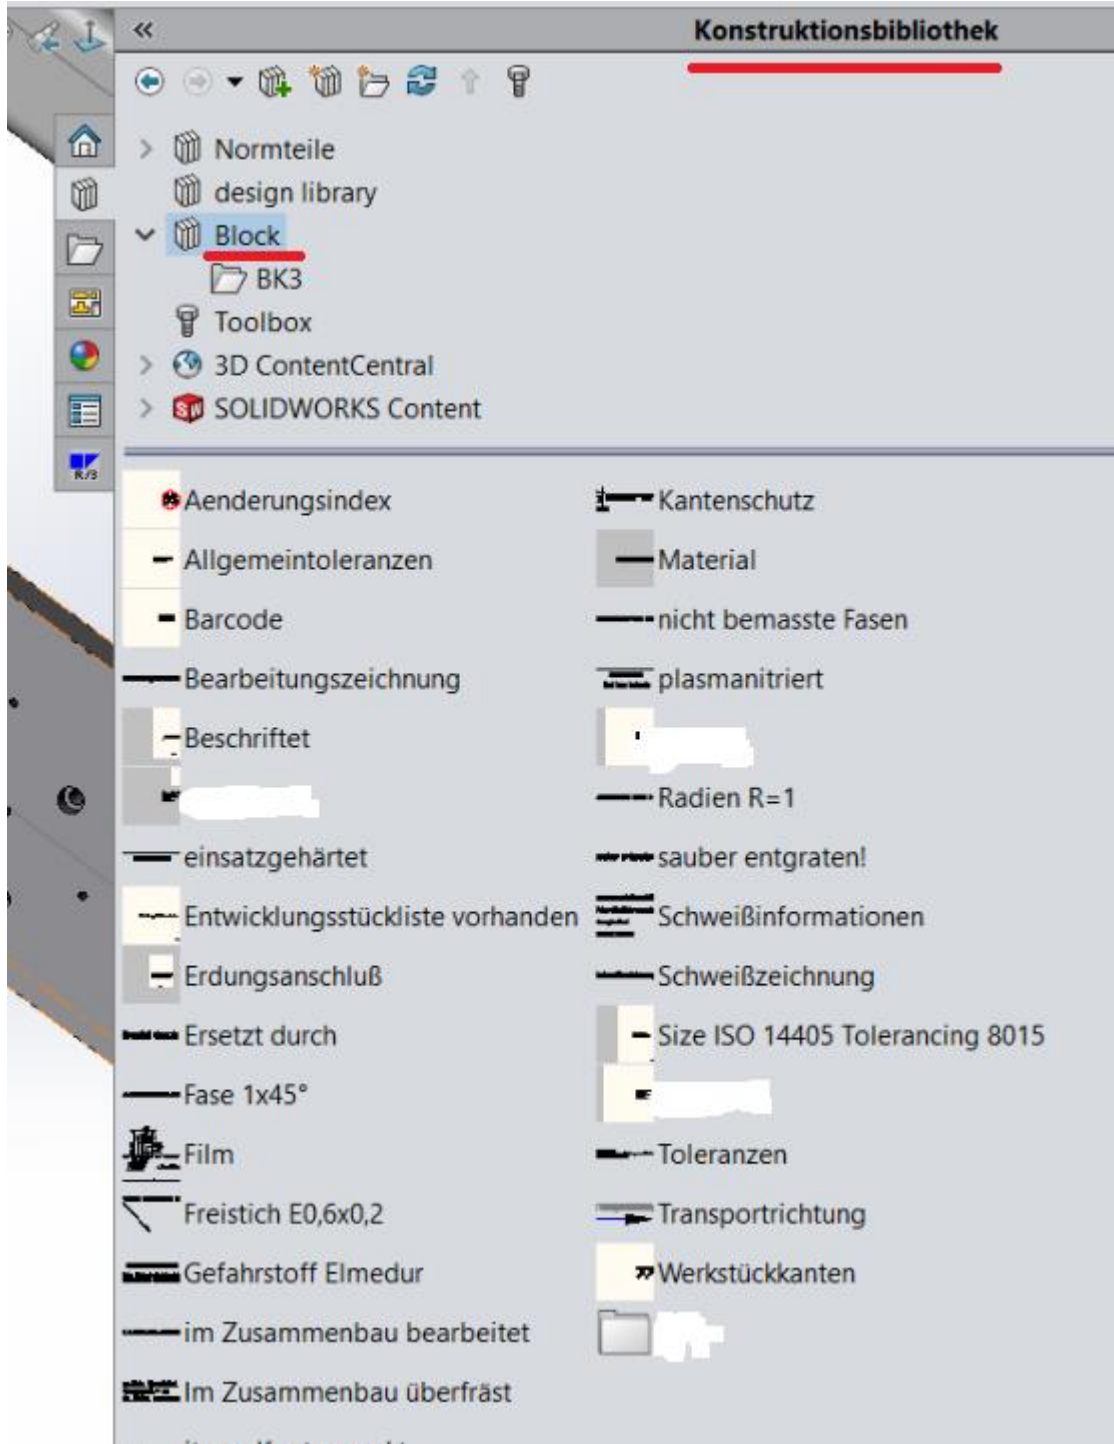 Konstruktionsbibliothek
Normteile
design library
Block
BK3
Toolbox
3D ContentCentral
SOLIDWORKS Content
R/3
Aenderungsindex
Allgemeintoleranzen
Barcode
Bearbeitungszeichnung
Beschriftet
einsatzgehärtet
Entwicklungsstückliste vorhanden
Erdungsanschluß
Ersetzt durch
Fase 1x45°
Film
Freistich E0,6x0,2
Gefahrstoff Elmedur
im Zusammenbau bearbeitet
Im Zusammenbau überfräst
Kantenschutz
Material
nicht bemasste Fasen
plasmanitriert
Radien R=1
sauber entgraten!
Schweißinformationen
Schweißzeichnung
Size ISO 14405 Tolerancing 8015
Toleranzen
Transportrichtung
Werkstückkanten